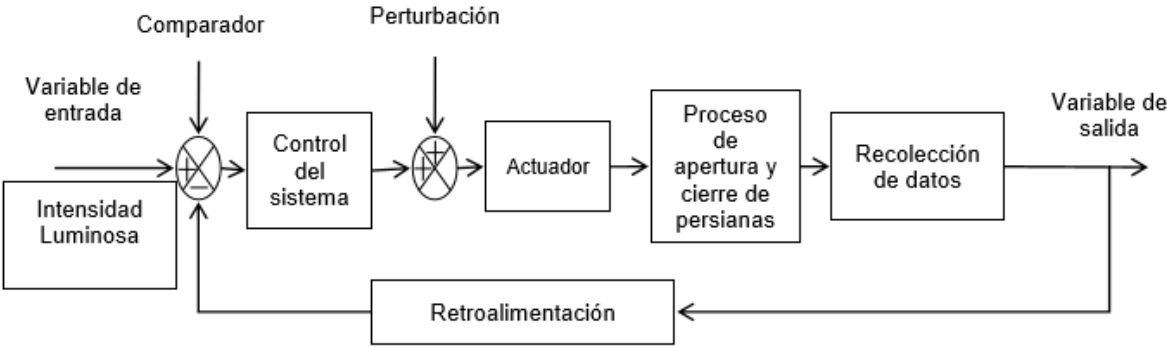 Comparador
Perturbación
Variable de
entrada
Variable de
salida
Intensidad
Luminosa
+
−
Control
del
sistema
+
+
Actuador
Proceso
de
apertura y
cierre de
persianas
Recolección
de datos
Retroalimentación